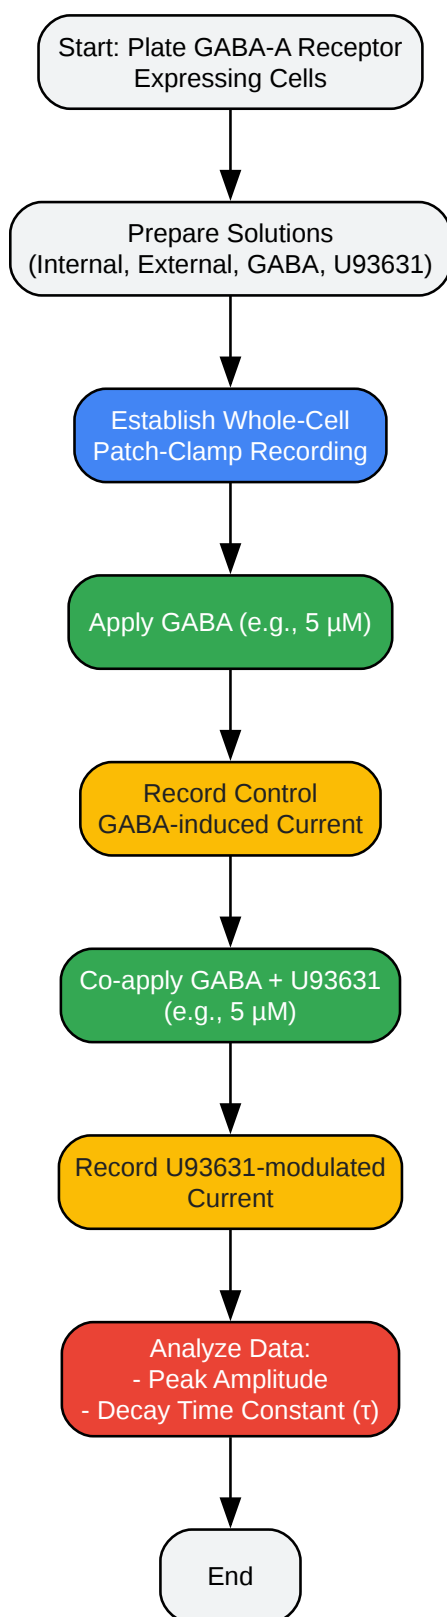 Start: Plate GABA-A Receptor
Expressing Cells
Prepare Solutions
(Internal, External, GABA, U93631)
Establish Whole-Cell
Patch-Clamp Recording
Apply GABA (e.g., 5 µM)
Record Control
GABA-induced Current
Co-apply GABA + U93631
(e.g., 5 µM)
Record U93631-modulated
Current
Analyze Data:
- Peak Amplitude
- Decay Time Constant (τ)
End